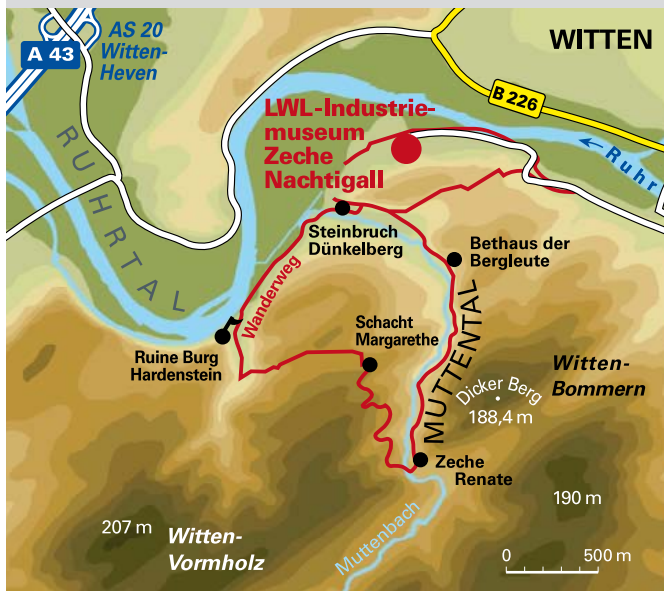 AS 20
Witten-
Heven
A 43
WITTEN
B 226
LWL-Industrie-
museum
Zeche
Nachtigall
Ruhr
RUHRTAL
Steinbruch
Dünkelberg
Bethaus der
Bergleute
Wanderweg
Schacht
Margarethe
Ruine Burg
Hardenstein
MUTTENTAL
Witten-
Bommern
Dicker Berg
188,4 m
Zeche
Renate
190 m
207 m
Witten-
Vormholz
Muttenbach
0 500 m